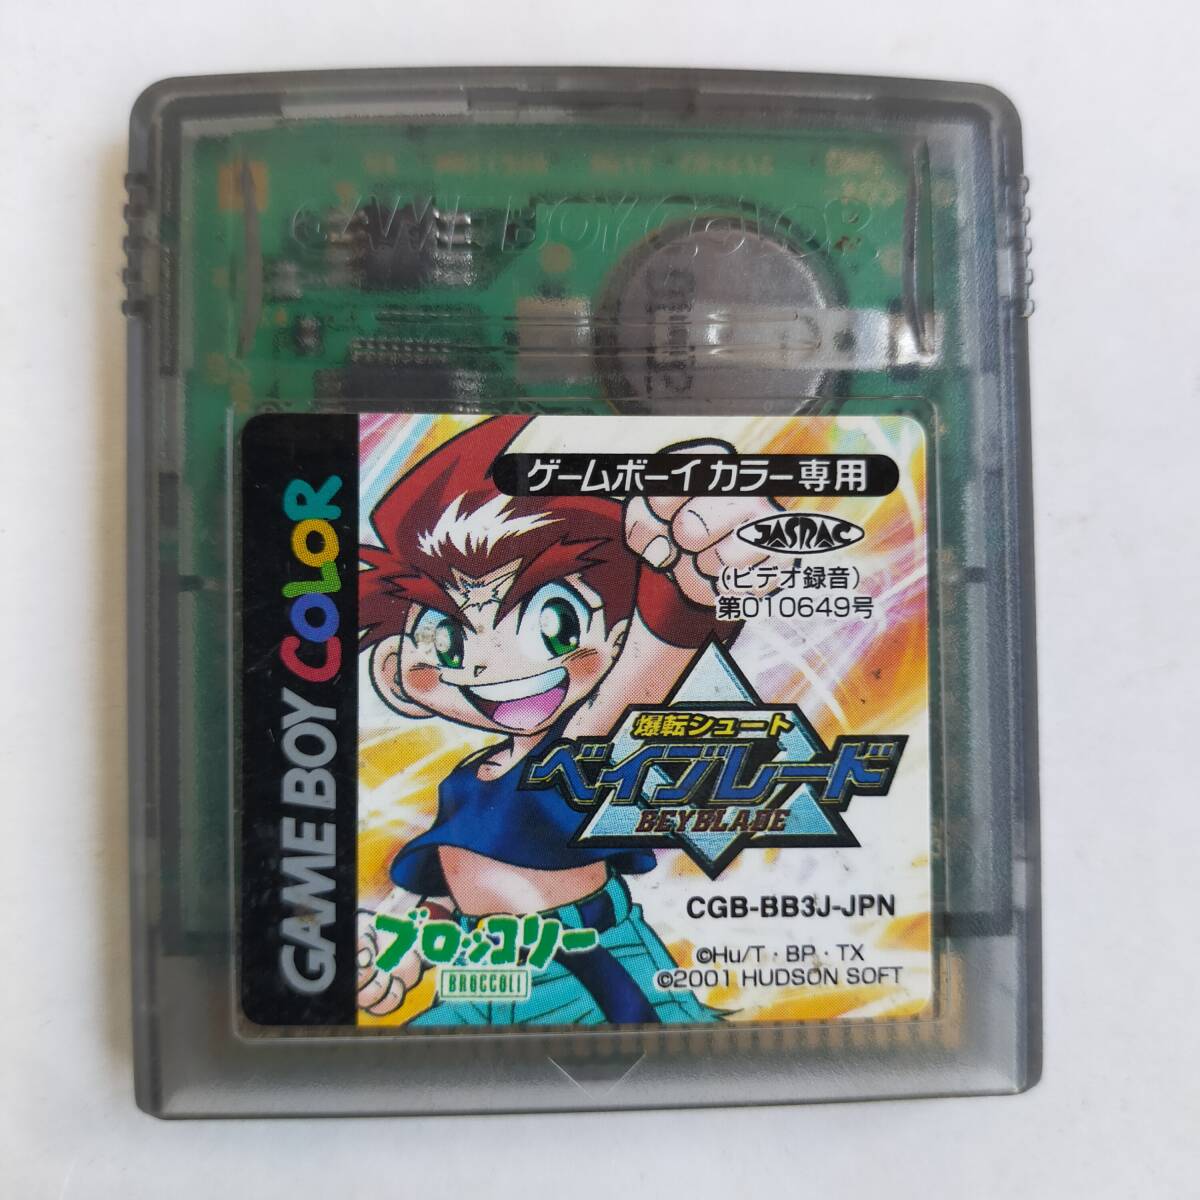 GAME BOY COLOR
GAME BOY COLOR
ゲームボーイカラー専用
JASRAC
(ビデオ録音)
第010649号
爆転シュート
ベイブレード
BEYBLADE
CGB-BB3J-JPN
ブロッコリー
BROCCOLI
©Hu/T・BP・TX
©2001 HUDSON SOFT